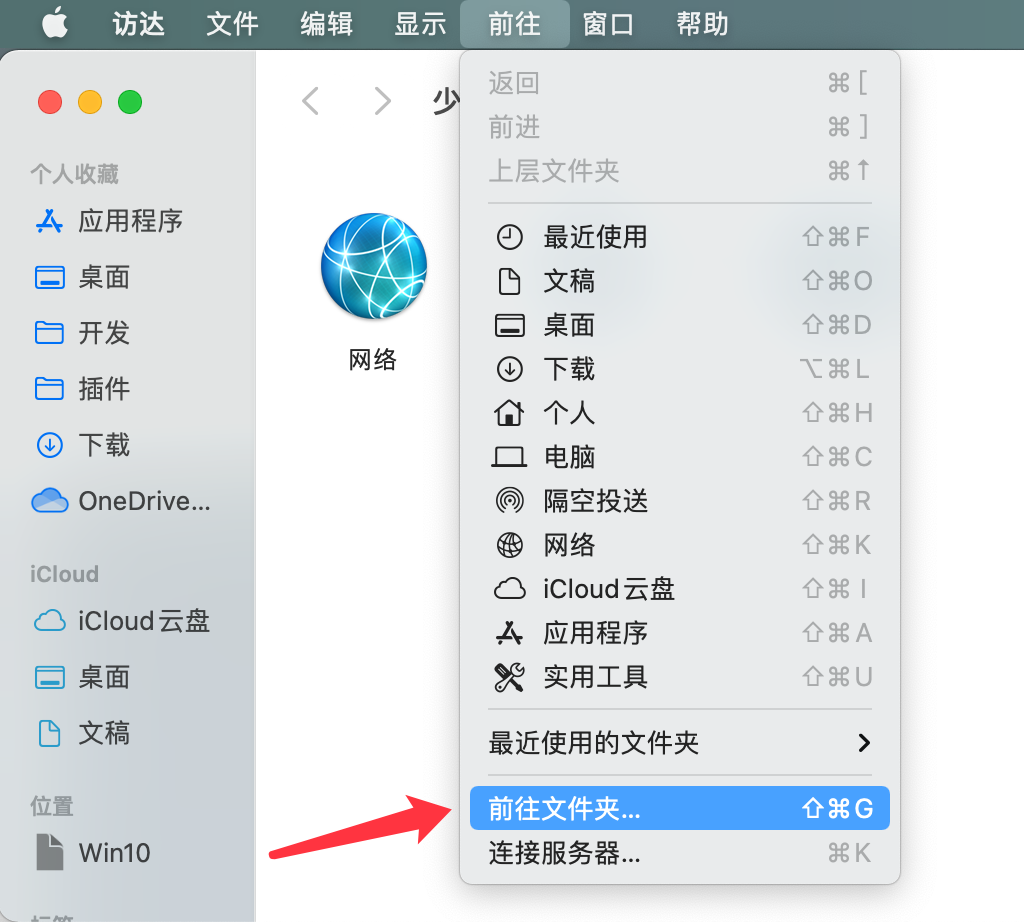 访达 文件 编辑 显示 前往 窗口 帮助
少
个人收藏
应用程序
桌面
开发
插件
下载
OneDrive...
iCloud
iCloud云盘
桌面
文稿
位置
Win10
标签
网络
返回 ⌘ [
前进 ⌘ ]
上层文件夹 ⌘↑
最近使用 ⇧⌘F
文稿 ⇧⌘O
桌面 ⇧⌘D
下载 ⌥⌘L
个人 ⇧⌘H
电脑 ⇧⌘C
隔空投送 ⇧⌘R
网络 ⇧⌘K
iCloud云盘 ⇧⌘I
应用程序 ⇧⌘A
实用工具 ⇧⌘U
最近使用的文件夹
前往文件夹... ⇧⌘G
连接服务器... ⌘K